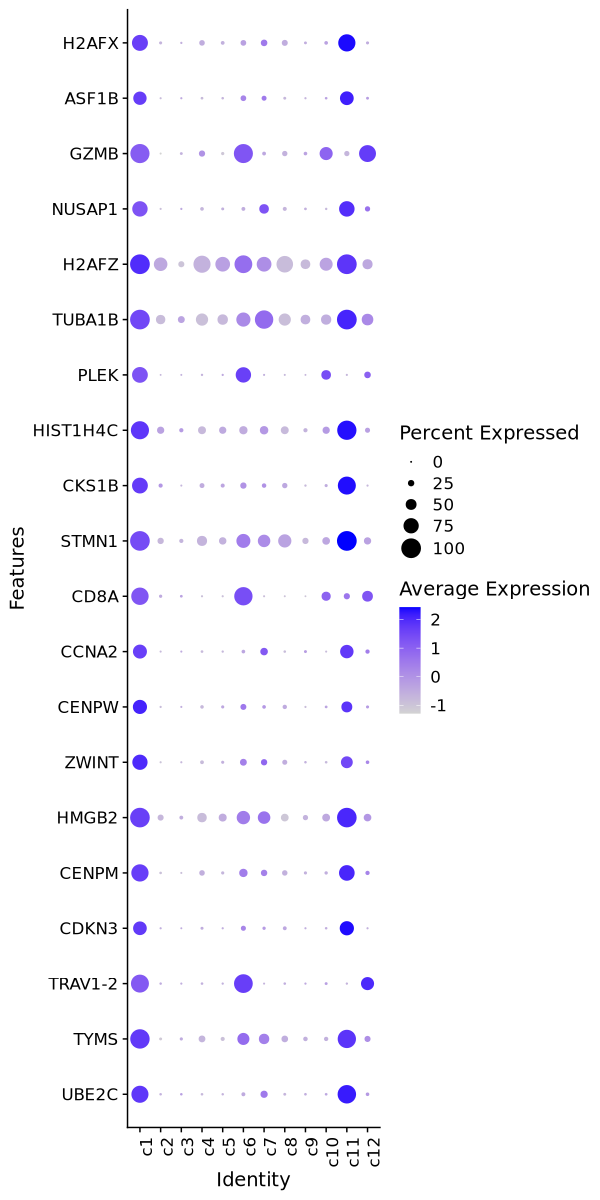 H2AFX
ASF1B
GZMB
NUSAP1
H2AFZ
TUBA1B
PLEK
HIST1H4C
CKS1B
STMN1
CD8A
CCNA2
CENPW
ZWINT
HMGB2
CENPM
CDKN3
TRAV1-2
TYMS
UBE2C
Features
c1 c2 c3 c4 c5 c6 c7 c8 c9 c10 c11 c12
Identity
Percent Expressed
0
25
50
75
100
Average Expression
2
1
0
-1